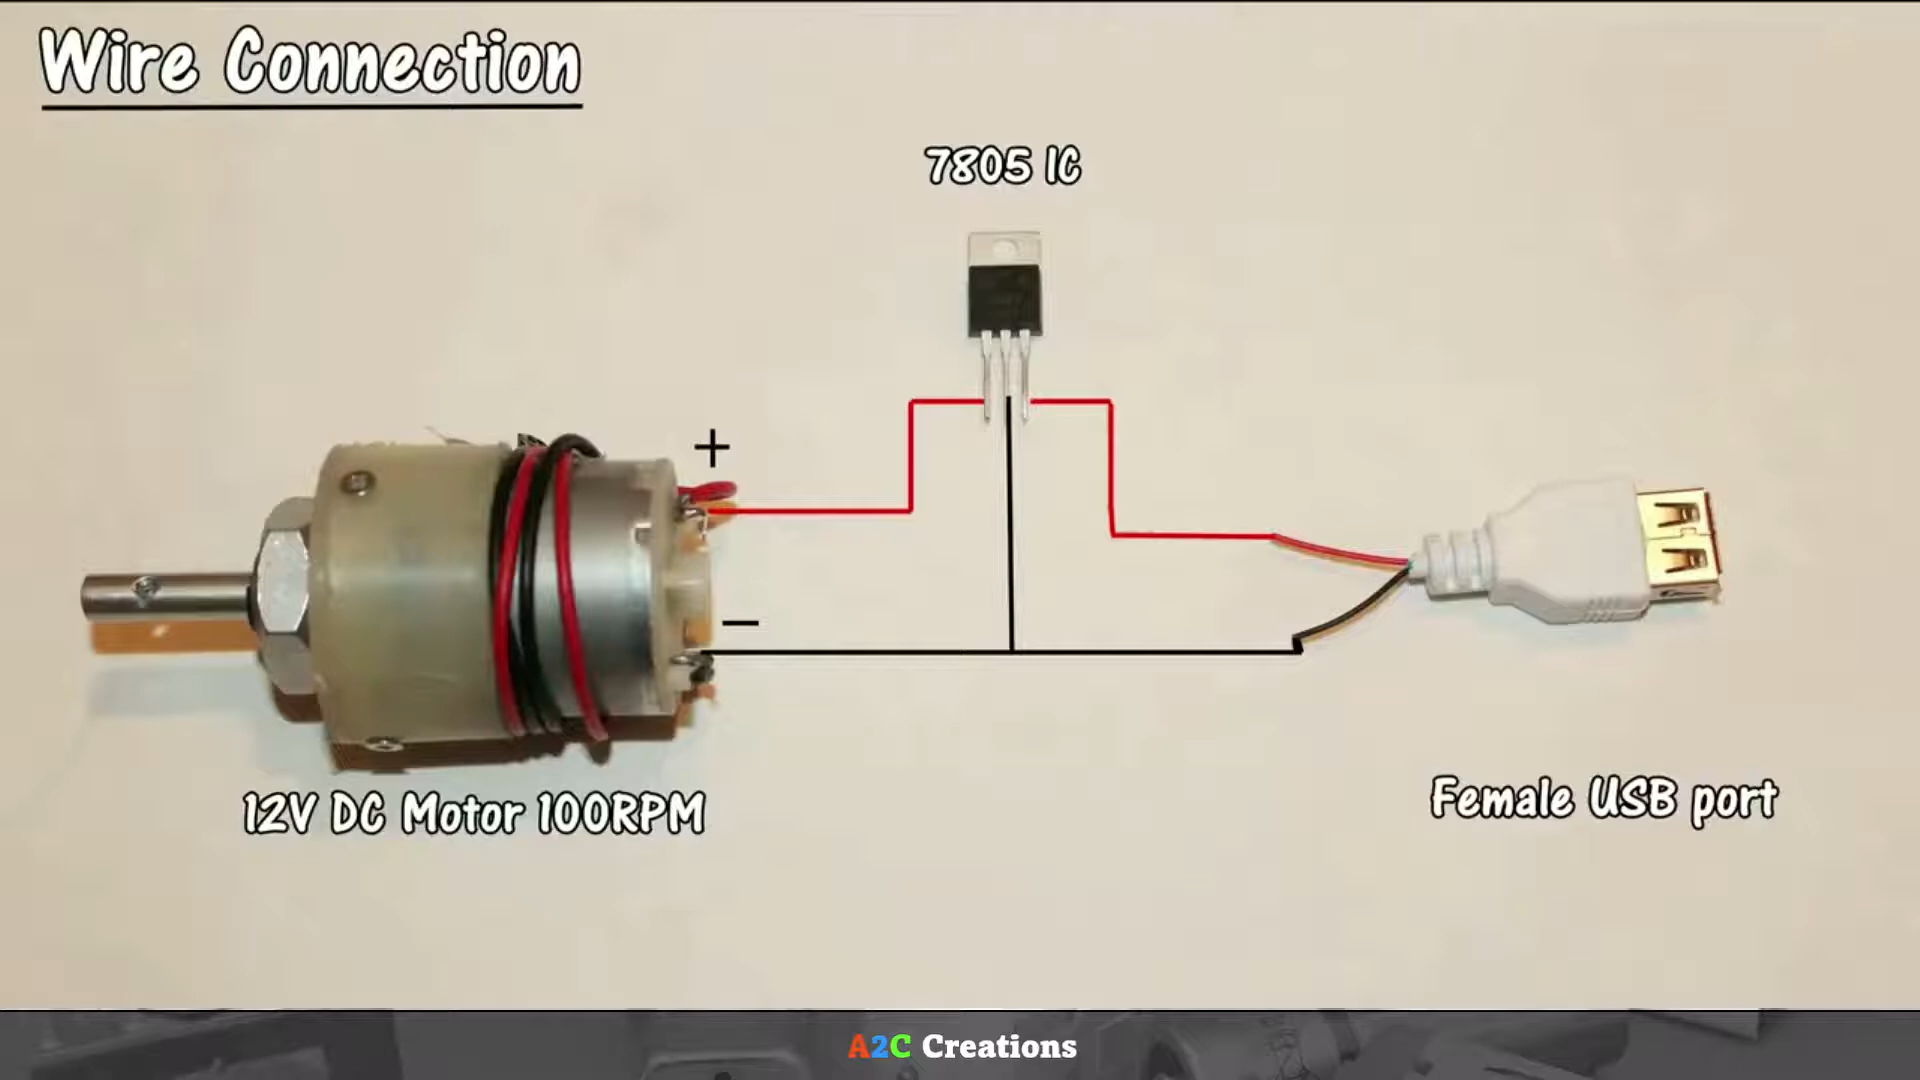 Wire Connection
7805 IC
+
−
12V DC Motor 100RPM
Female USB port
A2C Creations